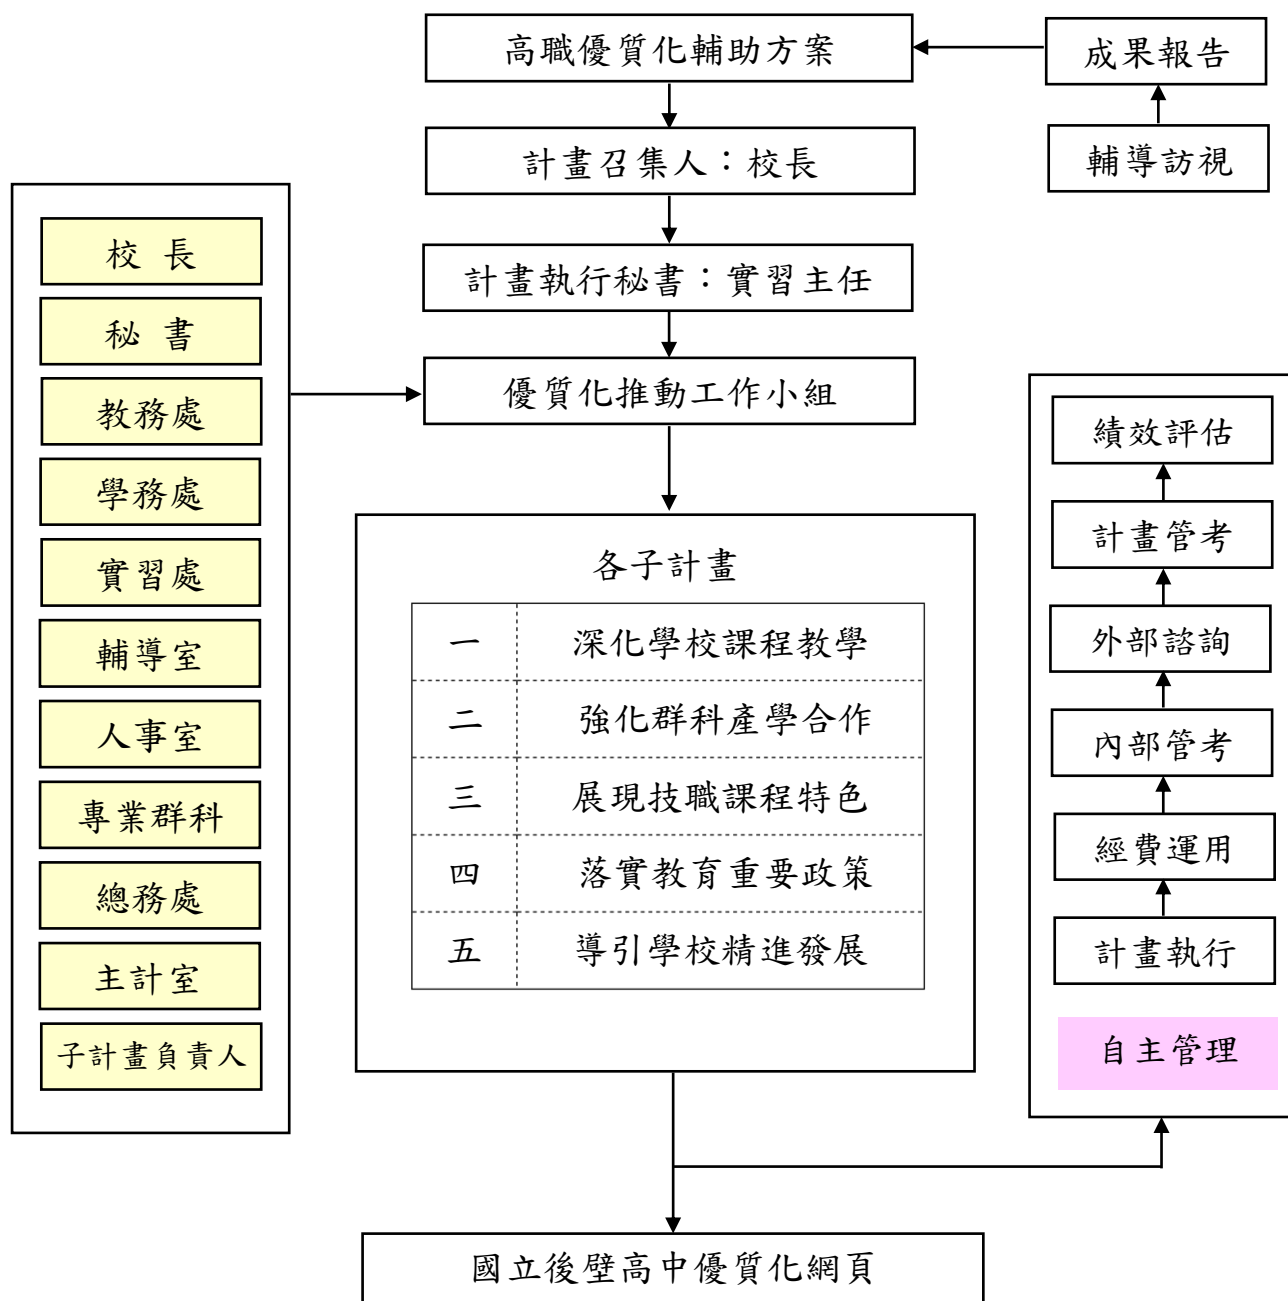 高職優質化輔助方案
成果報告
計畫召集人：校長
輔導訪視
計畫執行秘書：實習主任
優質化推動工作小組
校 長
秘 書
教務處
學務處
實習處
輔導室
人事室
專業群科
總務處
主計室
子計畫負責人
各子計畫
一 深化學校課程教學
二 強化群科產學合作
三 展現技職課程特色
四 落實教育重要政策
五 導引學校精進發展
績效評估
計畫管考
外部諮詢
內部管考
經費運用
計畫執行
自主管理
國立後壁高中優質化網頁